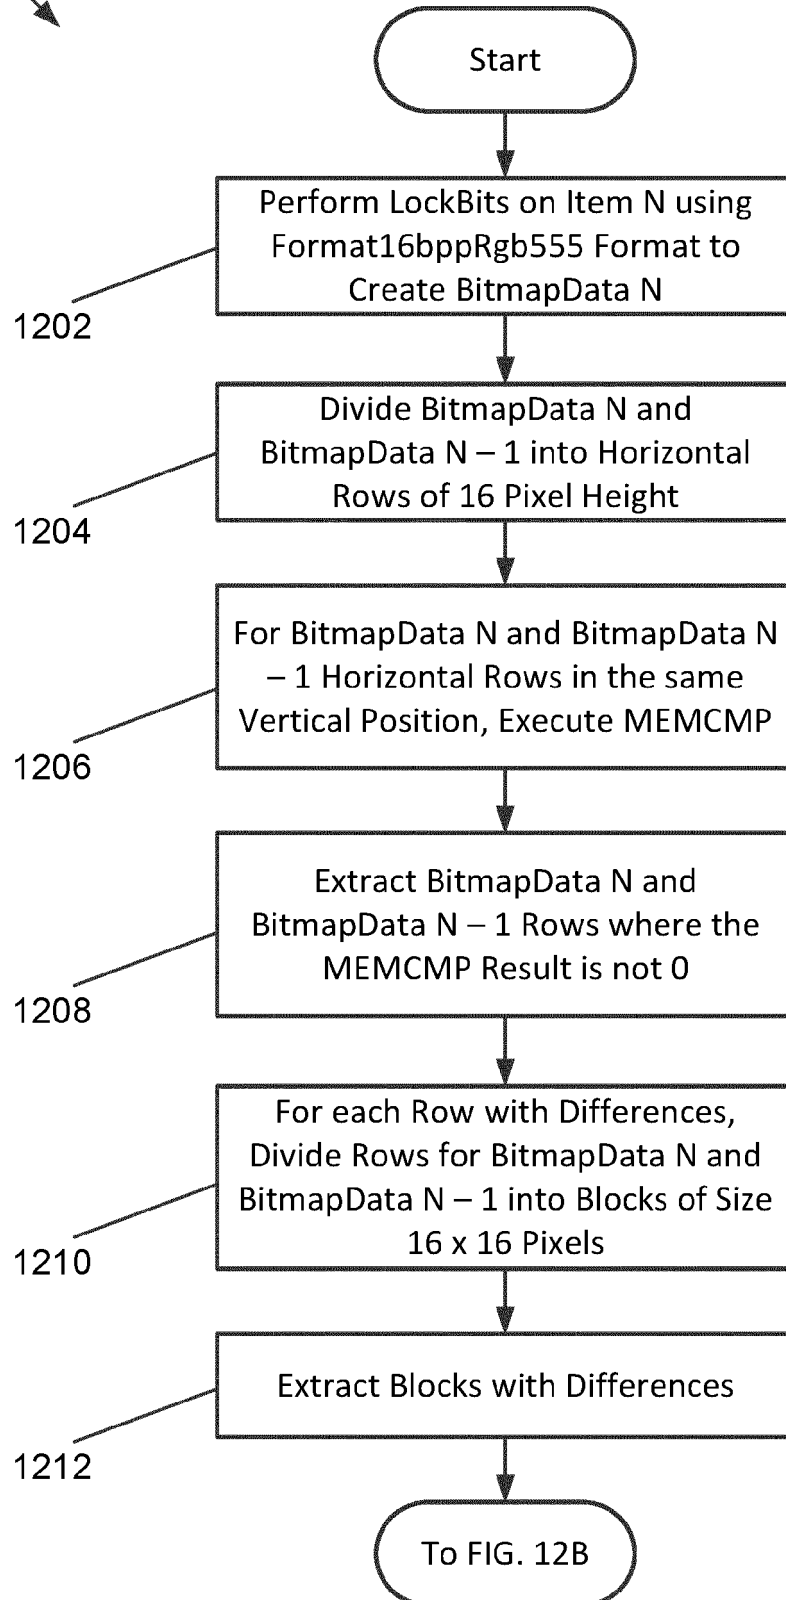 Start
Perform LockBits on Item N using
Format16bppRgb555 Format to
Create BitmapData N
1202
Divide BitmapData N and
BitmapData N – 1 into Horizontal
Rows of 16 Pixel Height
1204
For BitmapData N and BitmapData N
– 1 Horizontal Rows in the same
Vertical Position, Execute MEMCMP
1206
Extract BitmapData N and
BitmapData N – 1 Rows where the
MEMCMP Result is not 0
1208
For each Row with Differences,
Divide Rows for BitmapData N and
BitmapData N – 1 into Blocks of Size
16 x 16 Pixels
1210
Extract Blocks with Differences
1212
To FIG. 12B